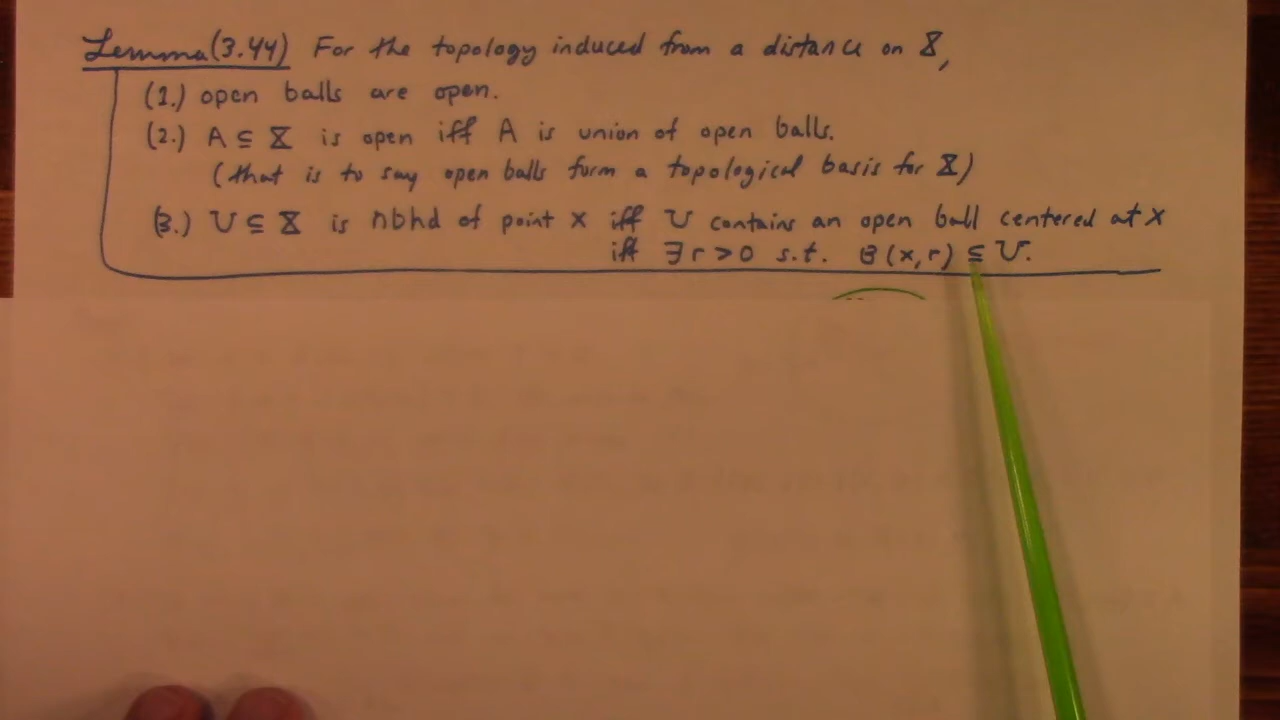 Lemma (3.44) For the topology induced from a distance on X,
(1.) open balls are open.
(2.) A ⊆ X is open iff A is union of open balls.
(that is to say open balls form a topological basis for X)
(3.) U ⊆ X is nbhd of point x iff U contains an open ball centered at x
iff ∃ r > 0 s.t. B(x,r) ⊆ U.